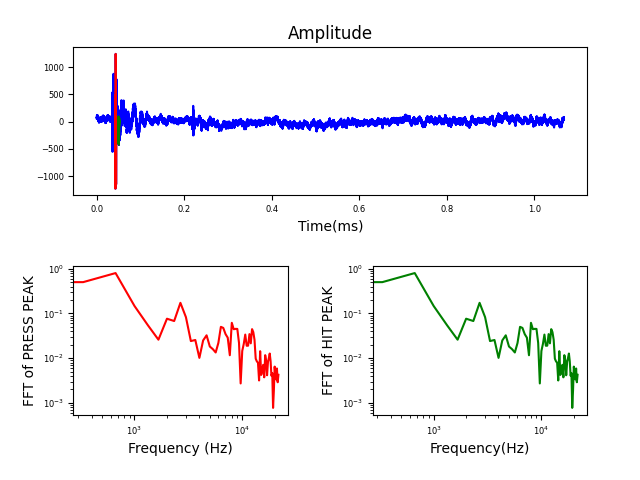 Amplitude
1000
500
0
−500
−1000
0.0 0.2 0.4 0.6 0.8 1.0
Time(ms)
FFT of PRESS PEAK
10⁰
10⁻¹
10⁻²
10⁻³
10³ 10⁴
Frequency (Hz)
FFT of HIT PEAK
10⁰
10⁻¹
10⁻²
10⁻³
10³ 10⁴
Frequency(Hz)